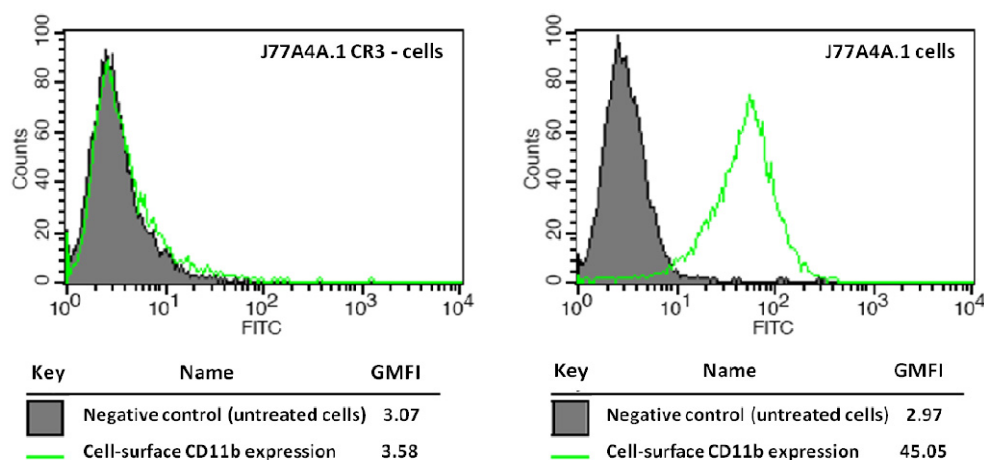 J77A4A.1 CR3 - cells
100
80
60
40
20
0
Counts
10^0 10^1 10^2 10^3 10^4
FITC
Key Name GMFI
Negative control (untreated cells) 3.07
Cell-surface CD11b expression 3.58
J77A4A.1 cells
100
80
60
40
20
0
Counts
10^0 10^1 10^2 10^3 10^4
FITC
Key Name GMFI
Negative control (untreated cells) 2.97
Cell-surface CD11b expression 45.05